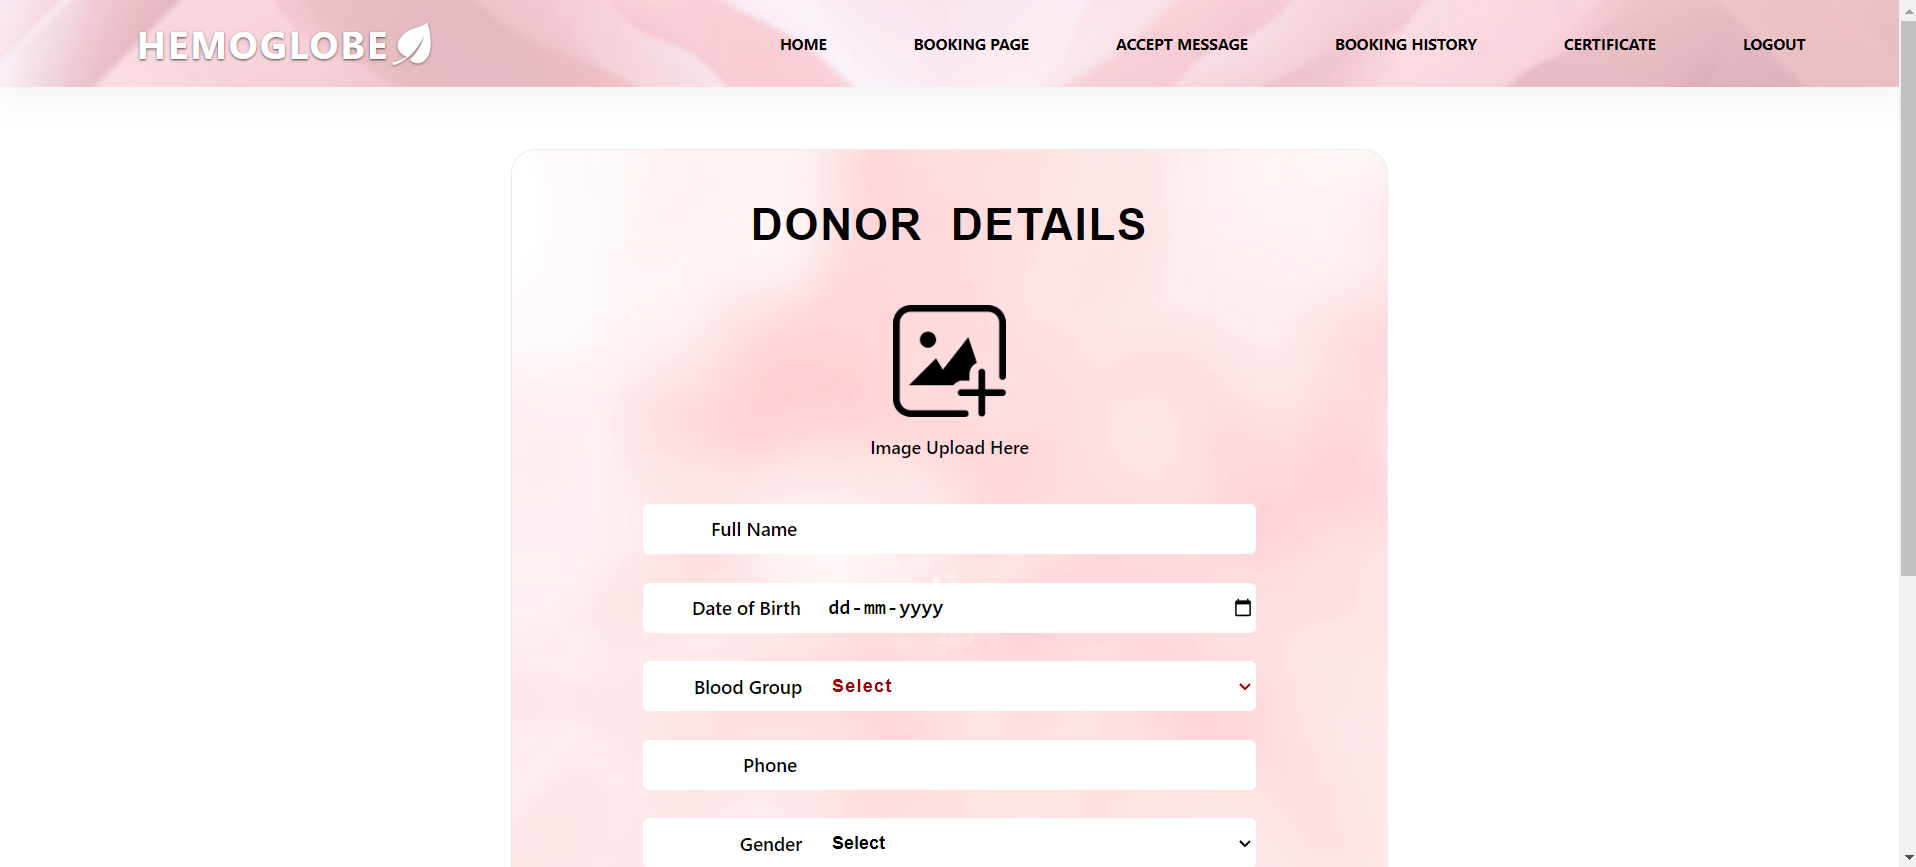 HEMOGLOBE HOME BOOKING PAGE ACCEPT MESSAGE BOOKING HISTORY CERTIFICATE LOGOUT
DONOR DETAILS
Image Upload Here
Full Name
Date of Birth dd-mm-yyyy
Blood Group Select
Phone
Gender Select